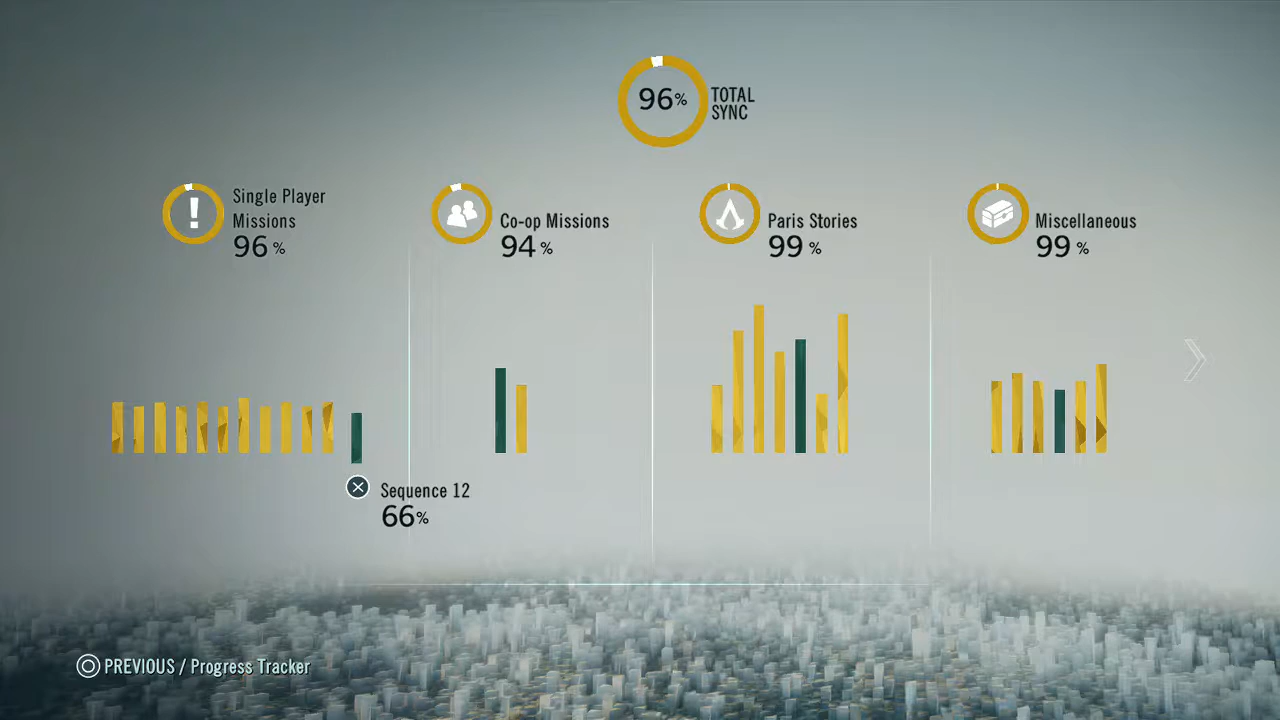 96%
TOTAL
SYNC
Single Player
Missions
96 %
Co-op Missions
94 %
Paris Stories
99 %
Miscellaneous
99 %
Sequence 12
66%
PREVIOUS / Progress Tracker